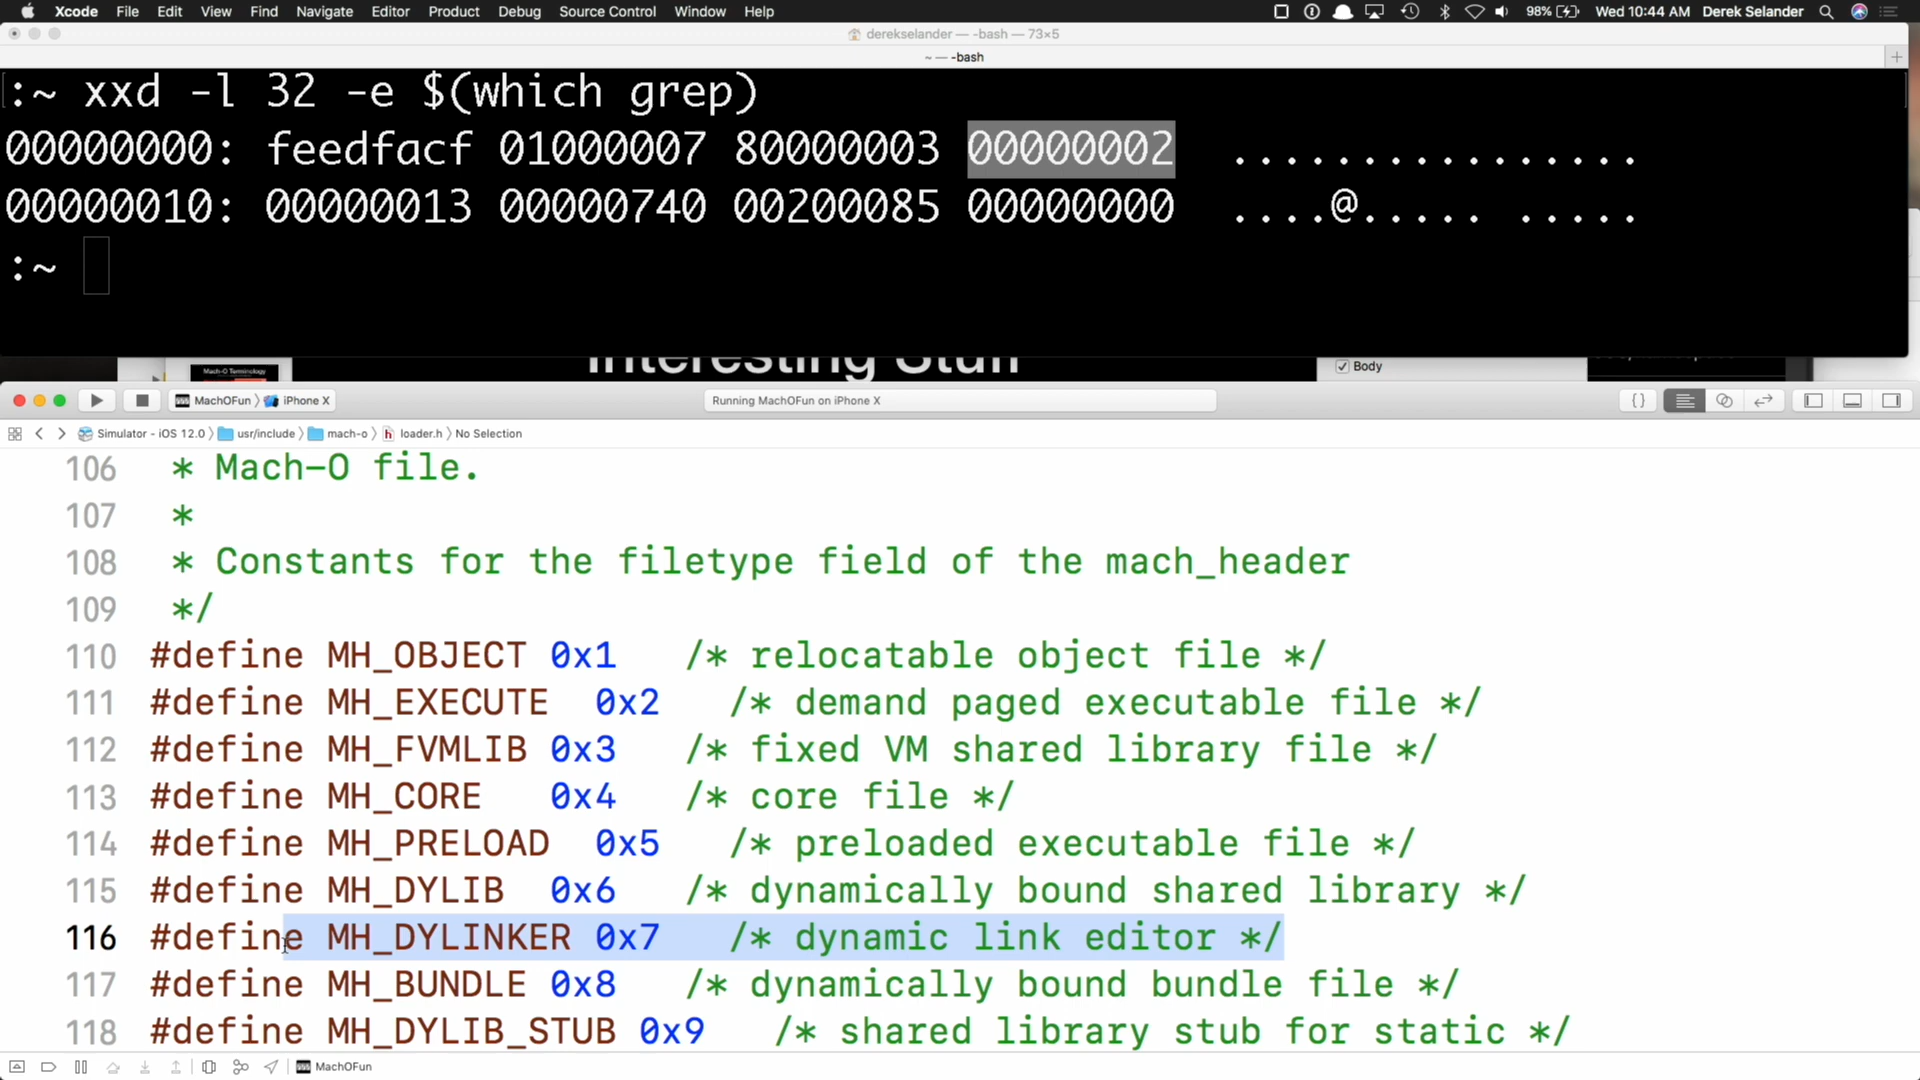 Xcode File Edit View Find Navigate Editor Product Debug Source Control Window Help 98% Wed 10:44 AM Derek Selander
derekselander — -bash — 73×5
~ — -bash
:~ xxd -l 32 -e $(which grep)
00000000: feedfacf 01000007 80000003 00000002 ................
00000010: 00000013 00000740 00200085 00000000 ....@..... .....
:~
Mach-O Terminology
Interesting Stuff
Body
MachOFun iPhone X
Running MachOFun on iPhone X
{}
Simulator - iOS 12.0 usr/include mach-o h loader.h No Selection
106 * Mach-O file.
107 *
108 * Constants for the filetype field of the mach_header
109 */
110 #define MH_OBJECT 0x1 /* relocatable object file */
111 #define MH_EXECUTE 0x2 /* demand paged executable file */
112 #define MH_FVMLIB 0x3 /* fixed VM shared library file */
113 #define MH_CORE 0x4 /* core file */
114 #define MH_PRELOAD 0x5 /* preloaded executable file */
115 #define MH_DYLIB 0x6 /* dynamically bound shared library */
116 #define MH_DYLINKER 0x7 /* dynamic link editor */
117 #define MH_BUNDLE 0x8 /* dynamically bound bundle file */
118 #define MH_DYLIB_STUB 0x9 /* shared library stub for static */
MachOFun